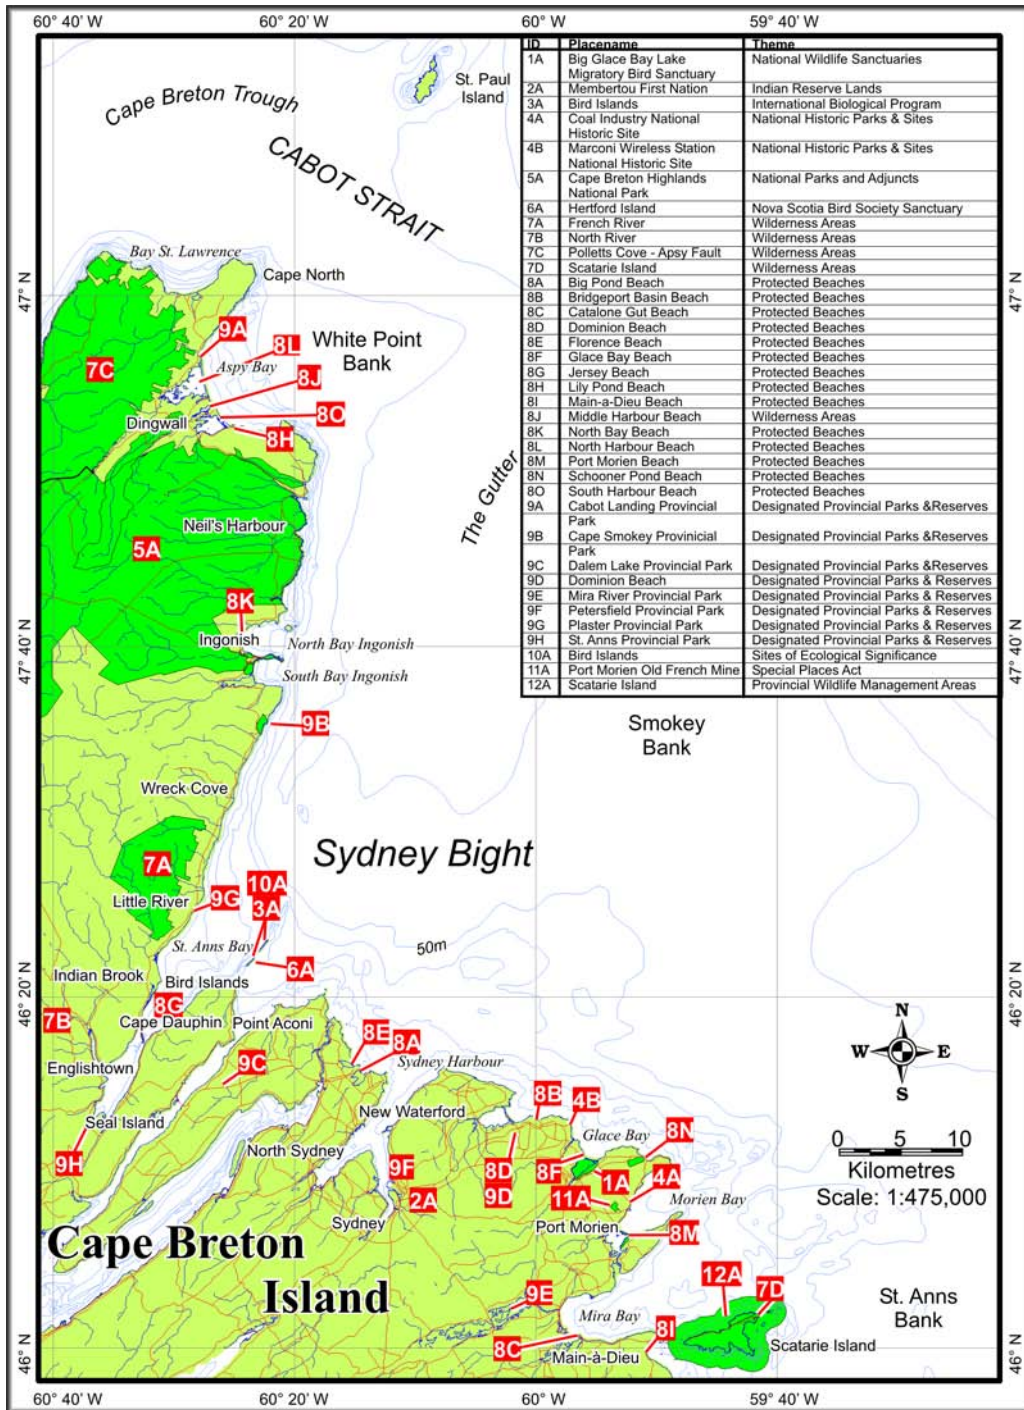 60° 40' W 60° 20' W 60° W 59° 40' W
ID Placename Theme
1A Big Glace Bay Lake National Wildlife Sanctuaries
Migratory Bird Sanctuary
2A Membertou First Nation Indian Reserve Lands
3A Bird Islands International Biological Program
4A Coal Industry National National Historic Parks & Sites
Historic Site
4B Marconi Wireless Station National Historic Parks & Sites
National Historic Site
5A Cape Breton Highlands National Parks and Adjuncts
National Park
6A Hertford Island Nova Scotia Bird Society Sanctuary
7A French River Wilderness Areas
7B North River Wilderness Areas
7C Polletts Cove - Apsy Fault Wilderness Areas
7D Scatarie Island Wilderness Areas
8A Big Pond Beach Protected Beaches
8B Bridgeport Basin Beach Protected Beaches
8C Catalone Gut Beach Protected Beaches
8D Dominion Beach Protected Beaches
8E Florence Beach Protected Beaches
8F Glace Bay Beach Protected Beaches
8G Jersey Beach Protected Beaches
8H Lily Pond Beach Protected Beaches
8I Main-a-Dieu Beach Protected Beaches
8J Middle Harbour Beach Wilderness Areas
8K North Bay Beach Protected Beaches
8L North Harbour Beach Protected Beaches
8M Port Morien Beach Protected Beaches
8N Schooner Pond Beach Protected Beaches
8O South Harbour Beach Protected Beaches
9A Cabot Landing Provincial Designated Provincial Parks &Reserves
Park
9B Cape Smokey Provinicial Designated Provincial Parks &Reserves
Park
9C Dalem Lake Provincial Park Designated Provincial Parks &Reserves
9D Dominion Beach Designated Provincial Parks & Reserves
9E Mira River Provincial Park Designated Provincial Parks & Reserves
9F Petersfield Provincial Park Designated Provincial Parks & Reserves
9G Plaster Provincial Park Designated Provincial Parks & Reserves
9H St. Anns Provincial Park Designated Provincial Parks & Reserves
10A Bird Islands Sites of Ecological Significance
11A Port Morien Old French Mine Special Places Act
12A Scatarie Island Provincial Wildlife Management Areas
St. Paul
Island
Cape Breton Trough
CABOT STRAIT
Bay St. Lawrence
Cape North
47° N
47° N
9A
8L
White Point
Bank
7C
Aspy Bay
8J
8O
Dingwall
8H
The Gutter
Neil's Harbour
5A
8K
Ingonish
North Bay Ingonish
47° 40' N
47° 40' N
South Bay Ingonish
9B
Smokey
Bank
Wreck Cove
Sydney Bight
7A
10A
Little River
9G
3A
St. Anns Bay
50m
6A
Indian Brook
Bird Islands
46° 20' N
46° 20' N
8G
7B
Cape Dauphin
Point Aconi
8E
8A
N
W E
S
Englishtown
9C
Sydney Harbour
Seal Island
New Waterford
8B
4B
Glace Bay
8N
North Sydney
9H
9F
8D
8F
1A
4A
2A
9D
11A
Morien Bay
0 5 10
Kilometres
Scale: 1:475,000
Sydney
Port Morien
8M
Cape Breton
Island
12A
7D
9E
Mira Bay
St. Anns
Bank
8I
8C
Main-à-Dieu
Scatarie Island
46° N
46° N
60° 40' W 60° 20' W 60° W 59° 40' W